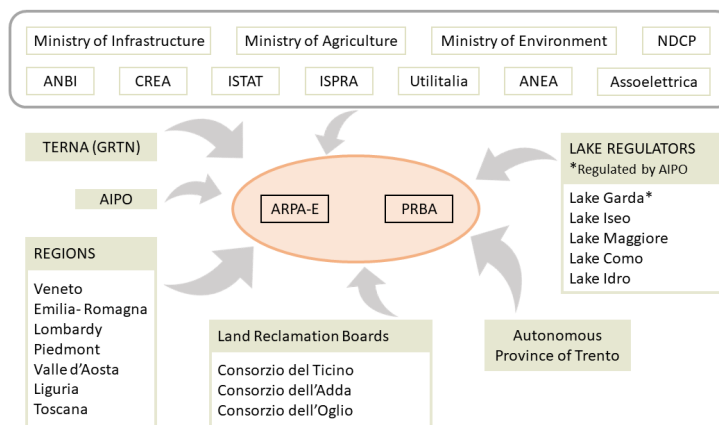 Ministry of Infrastructure
Ministry of Agriculture
Ministry of Environment
NDCP
ANBI
CREA
ISTAT
ISPRA
Utilitalia
ANEA
Assoelettrica
TERNA (GRTN)
AIPO
ARPA-E
PRBA
LAKE REGULATORS
*Regulated by AIPO
Lake Garda*
Lake Iseo
Lake Maggiore
Lake Como
Lake Idro
REGIONS
Veneto
Emilia- Romagna
Lombardy
Piedmont
Valle d'Aosta
Liguria
Toscana
Land Reclamation Boards
Consorzio del Ticino
Consorzio dell'Adda
Consorzio dell'Oglio
Autonomous
Province of Trento